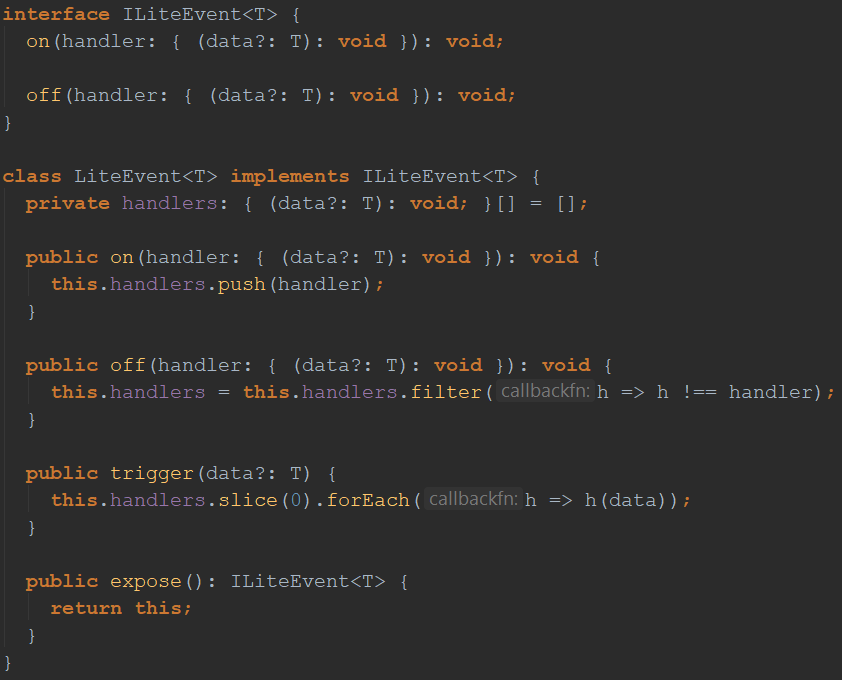 interface ILiteEvent<T> {
  on(handler: { (data?: T): void }): void;
  off(handler: { (data?: T): void }): void;
}
class LiteEvent<T> implements ILiteEvent<T> {
  private handlers: { (data?: T): void; }[] = [];
  public on(handler: { (data?: T): void }): void {
    this.handlers.push(handler);
  }
  public off(handler: { (data?: T): void }): void {
    this.handlers = this.handlers.filter( callbackfn: h => h !== handler);
  }
  public trigger(data?: T) {
    this.handlers.slice(0).forEach( callbackfn: h => h(data));
  }
  public expose(): ILiteEvent<T> {
    return this;
  }
}